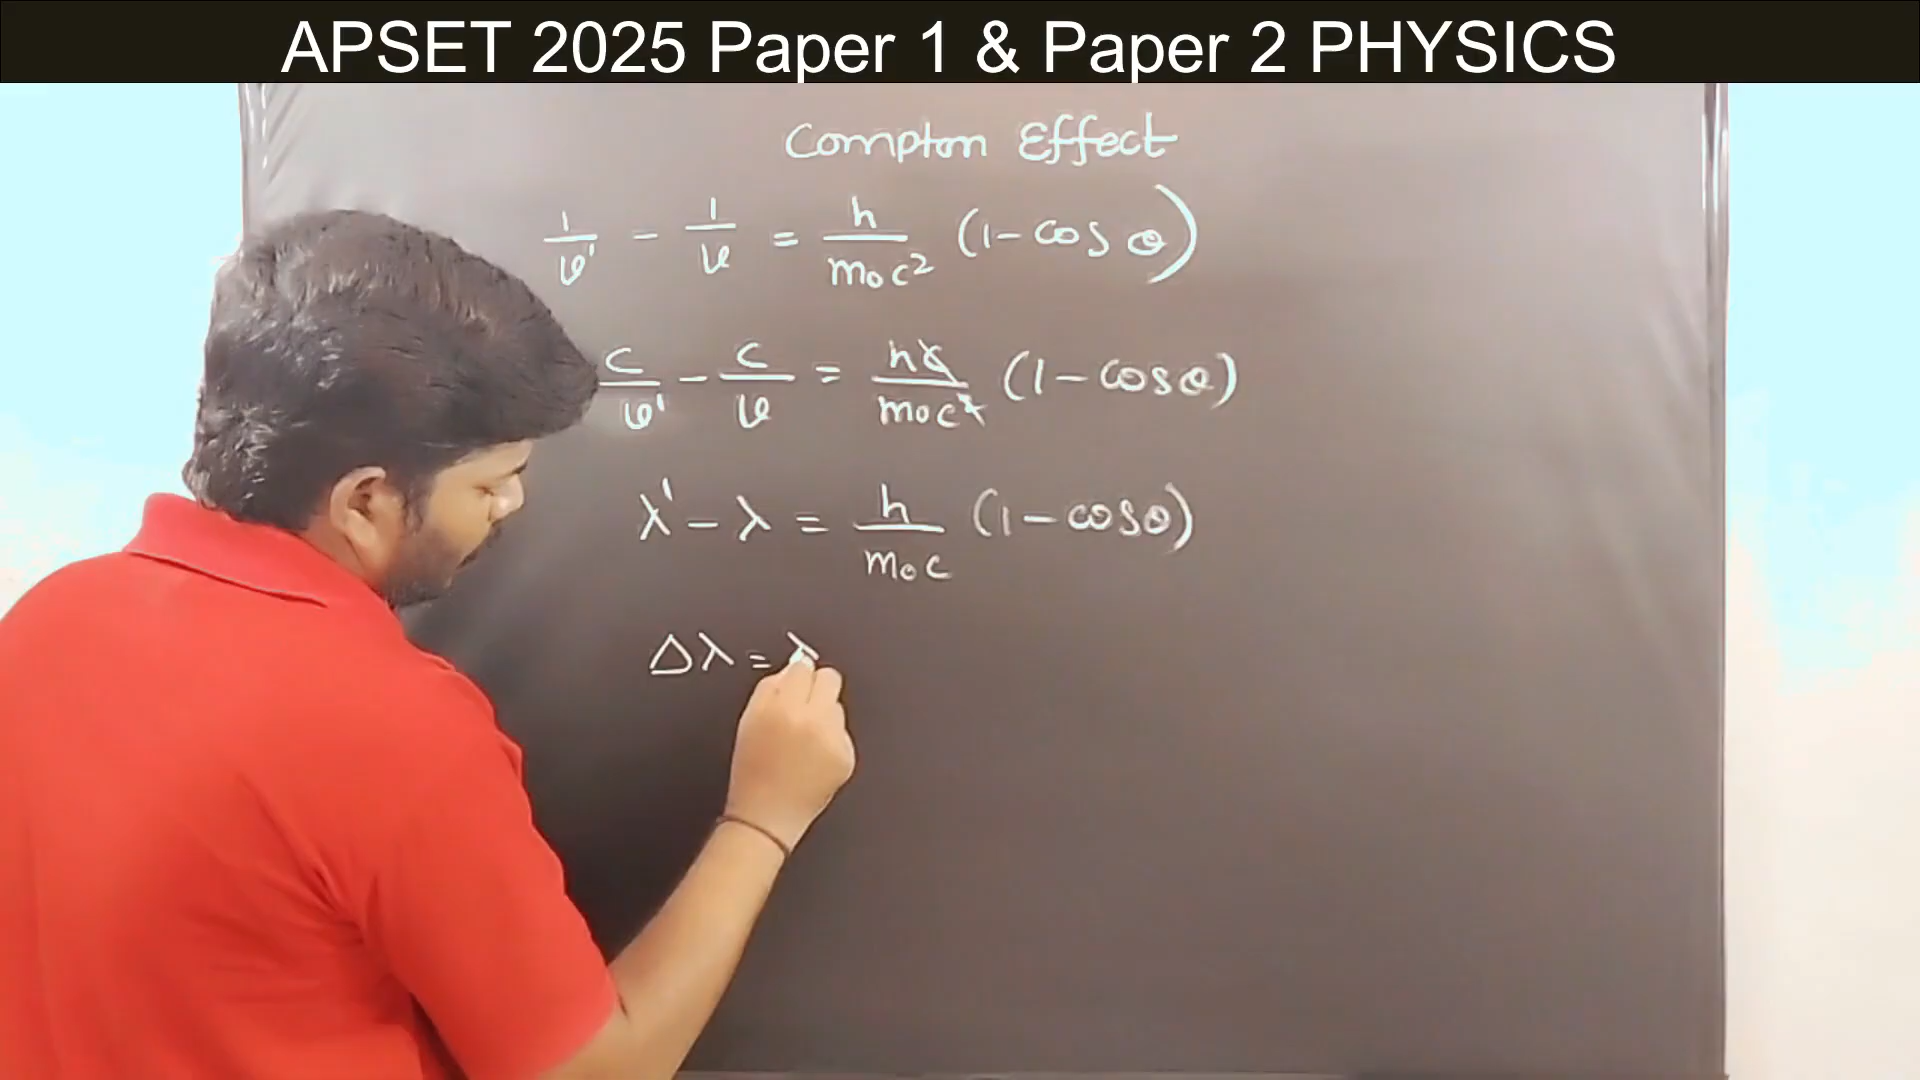 APSET 2025 Paper 1 & Paper 2 PHYSICS
Compton Effect
1/υ' - 1/υ = h/m₀c² (1 - cos θ)
c/υ' - c/υ = hc/m₀c² (1 - cos θ)
λ' - λ = h/m₀c (1 - cos θ)
Δλ = λ